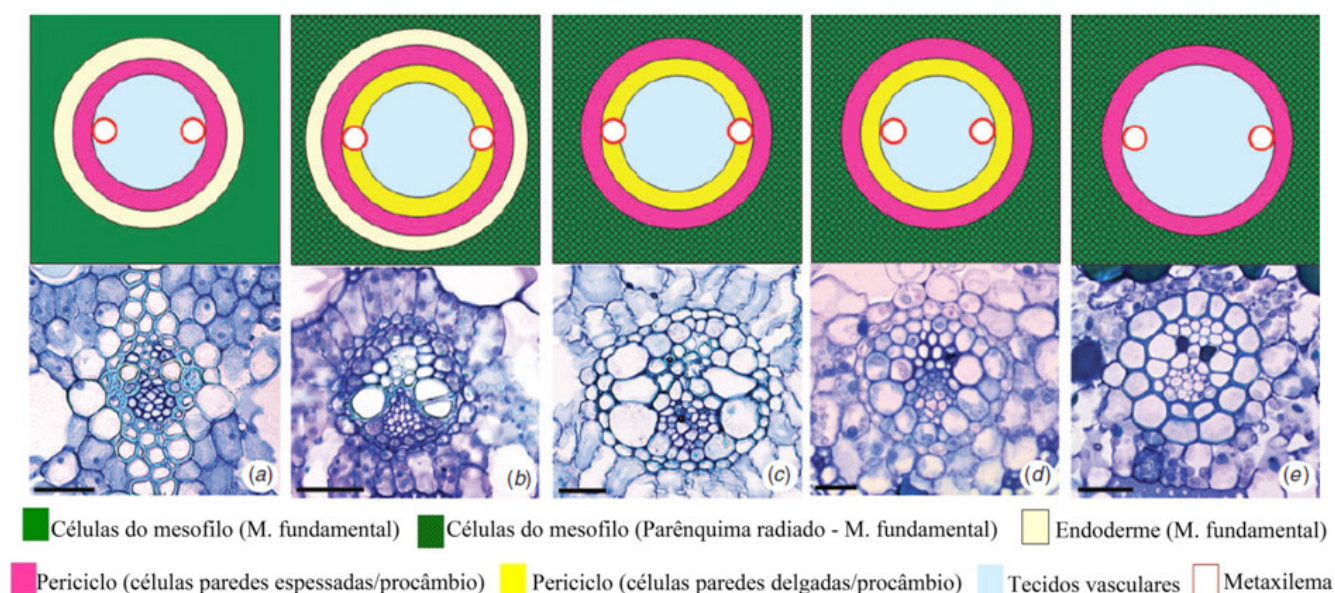 (a) (b) (c) (d) (e)
Células do mesofilo (M. fundamental) Células do mesofilo (Parênquima radiado - M. fundamental) Endoderme (M. fundamental)
Periciclo (células paredes espessadas/procâmbio) Periciclo (células paredes delgadas/procâmbio) Tecidos vasculares Metaxilema